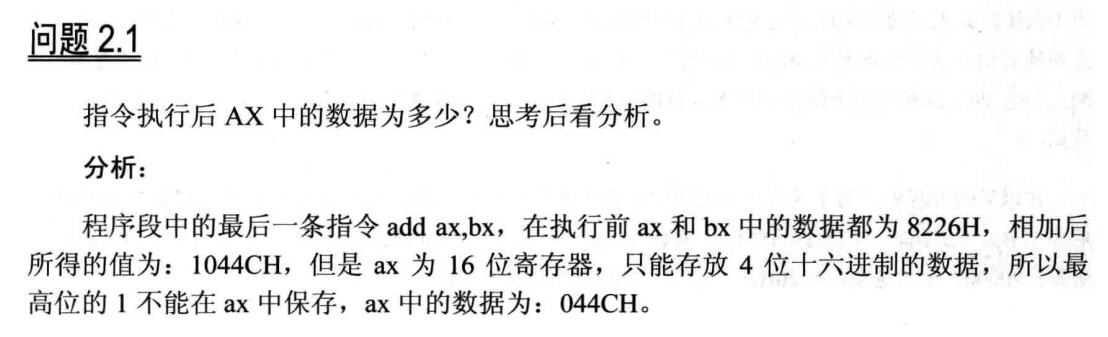 问题 2.1
指令执行后 AX 中的数据为多少？思考后看分析。
分析：
程序段中的最后一条指令 add ax,bx，在执行前 ax 和 bx 中的数据都为 8226H，相加后
所得的值为：1044CH，但是 ax 为 16 位寄存器，只能存放 4 位十六进制的数据，所以最
高位的 1 不能在 ax 中保存，ax 中的数据为：044CH。